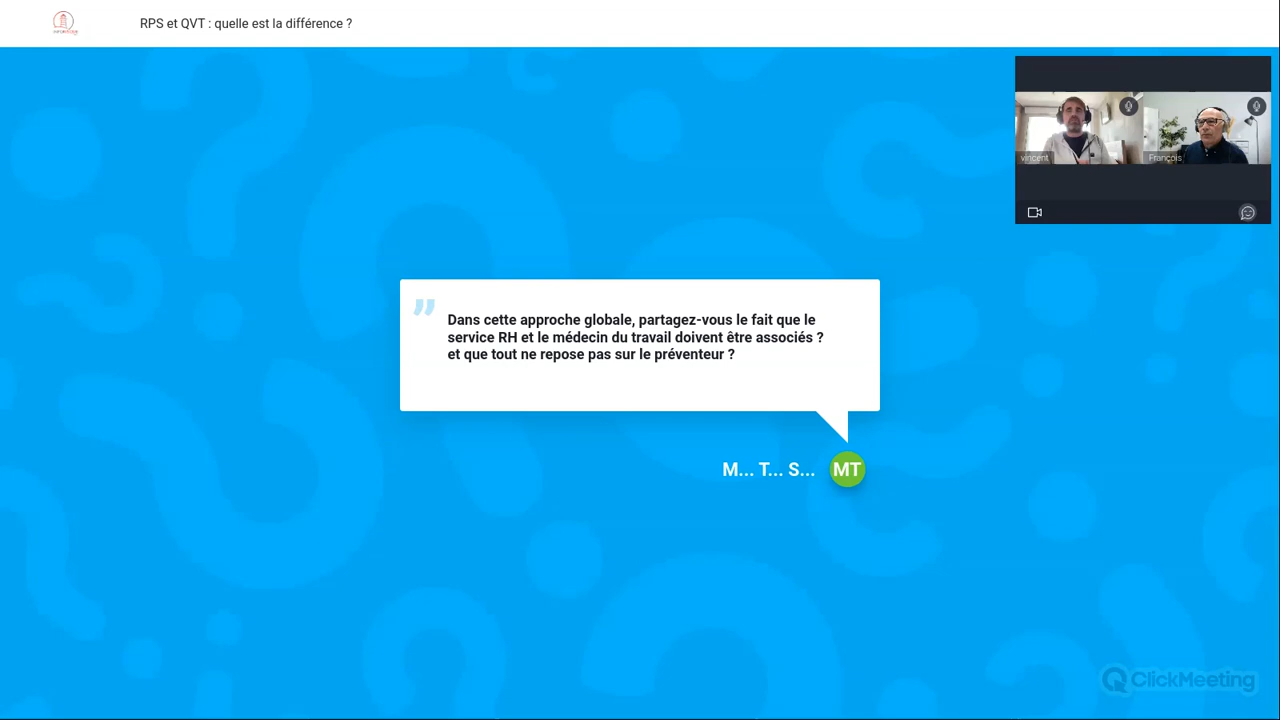 RPS et QVT : quelle est la différence ?
vincent
François
”
Dans cette approche globale, partagez-vous le fait que le
service RH et le médecin du travail doivent être associés ?
et que tout ne repose pas sur le préventeur ?
M... T... S...
MT
ClickMeeting